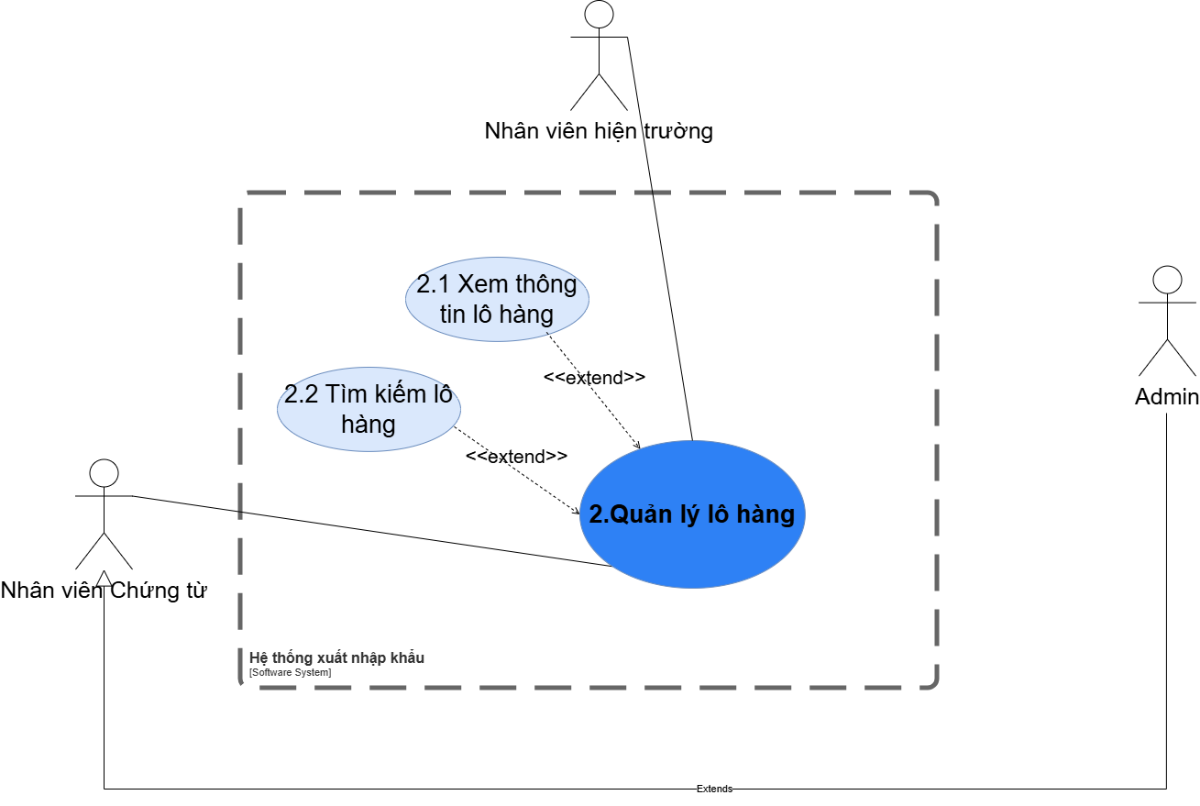 Nhân viên hiện trường
2.1 Xem thông
tin lô hàng
<<extend>>
2.2 Tìm kiếm lô
hàng
<<extend>>
Admin
2.Quản lý lô hàng
Nhân viên Chứng từ
Hệ thống xuất nhập khẩu
[Software System]
Extends